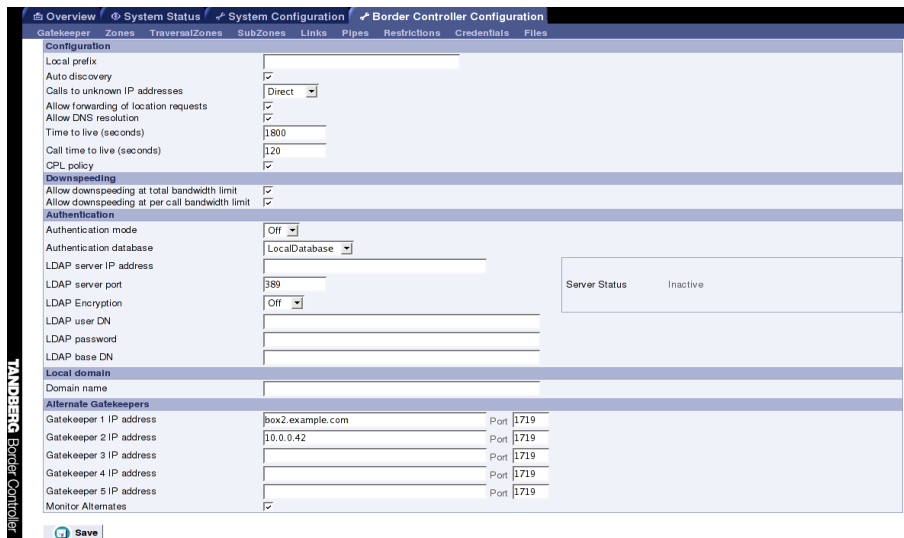 Overview System Status System Configuration Border Controller Configuration
Gatekeeper Zones TraversalZones SubZones Links Pipes Restrictions Credentials Files
Configuration
Local prefix
Auto discovery
Calls to unknown IP addresses Direct
Allow forwarding of location requests
Allow DNS resolution
Time to live (seconds) 1800
Call time to live (seconds) 120
CPL policy
Downspeeding
Allow downspeeding at total bandwidth limit
Allow downspeeding at per call bandwidth limit
Authentication
Authentication mode Off
Authentication database LocalDatabase
LDAP server IP address
LDAP server port 389 Server Status Inactive
LDAP Encryption Off
LDAP user DN
LDAP password
LDAP base DN
Local domain
Domain name
Alternate Gatekeepers
Gatekeeper 1 IP address box2.example.com Port 1719
Gatekeeper 2 IP address 10.0.0.42 Port 1719
Gatekeeper 3 IP address Port 1719
Gatekeeper 4 IP address Port 1719
Gatekeeper 5 IP address Port 1719
Monitor Alternates
Save
TANDBERG Border Controller